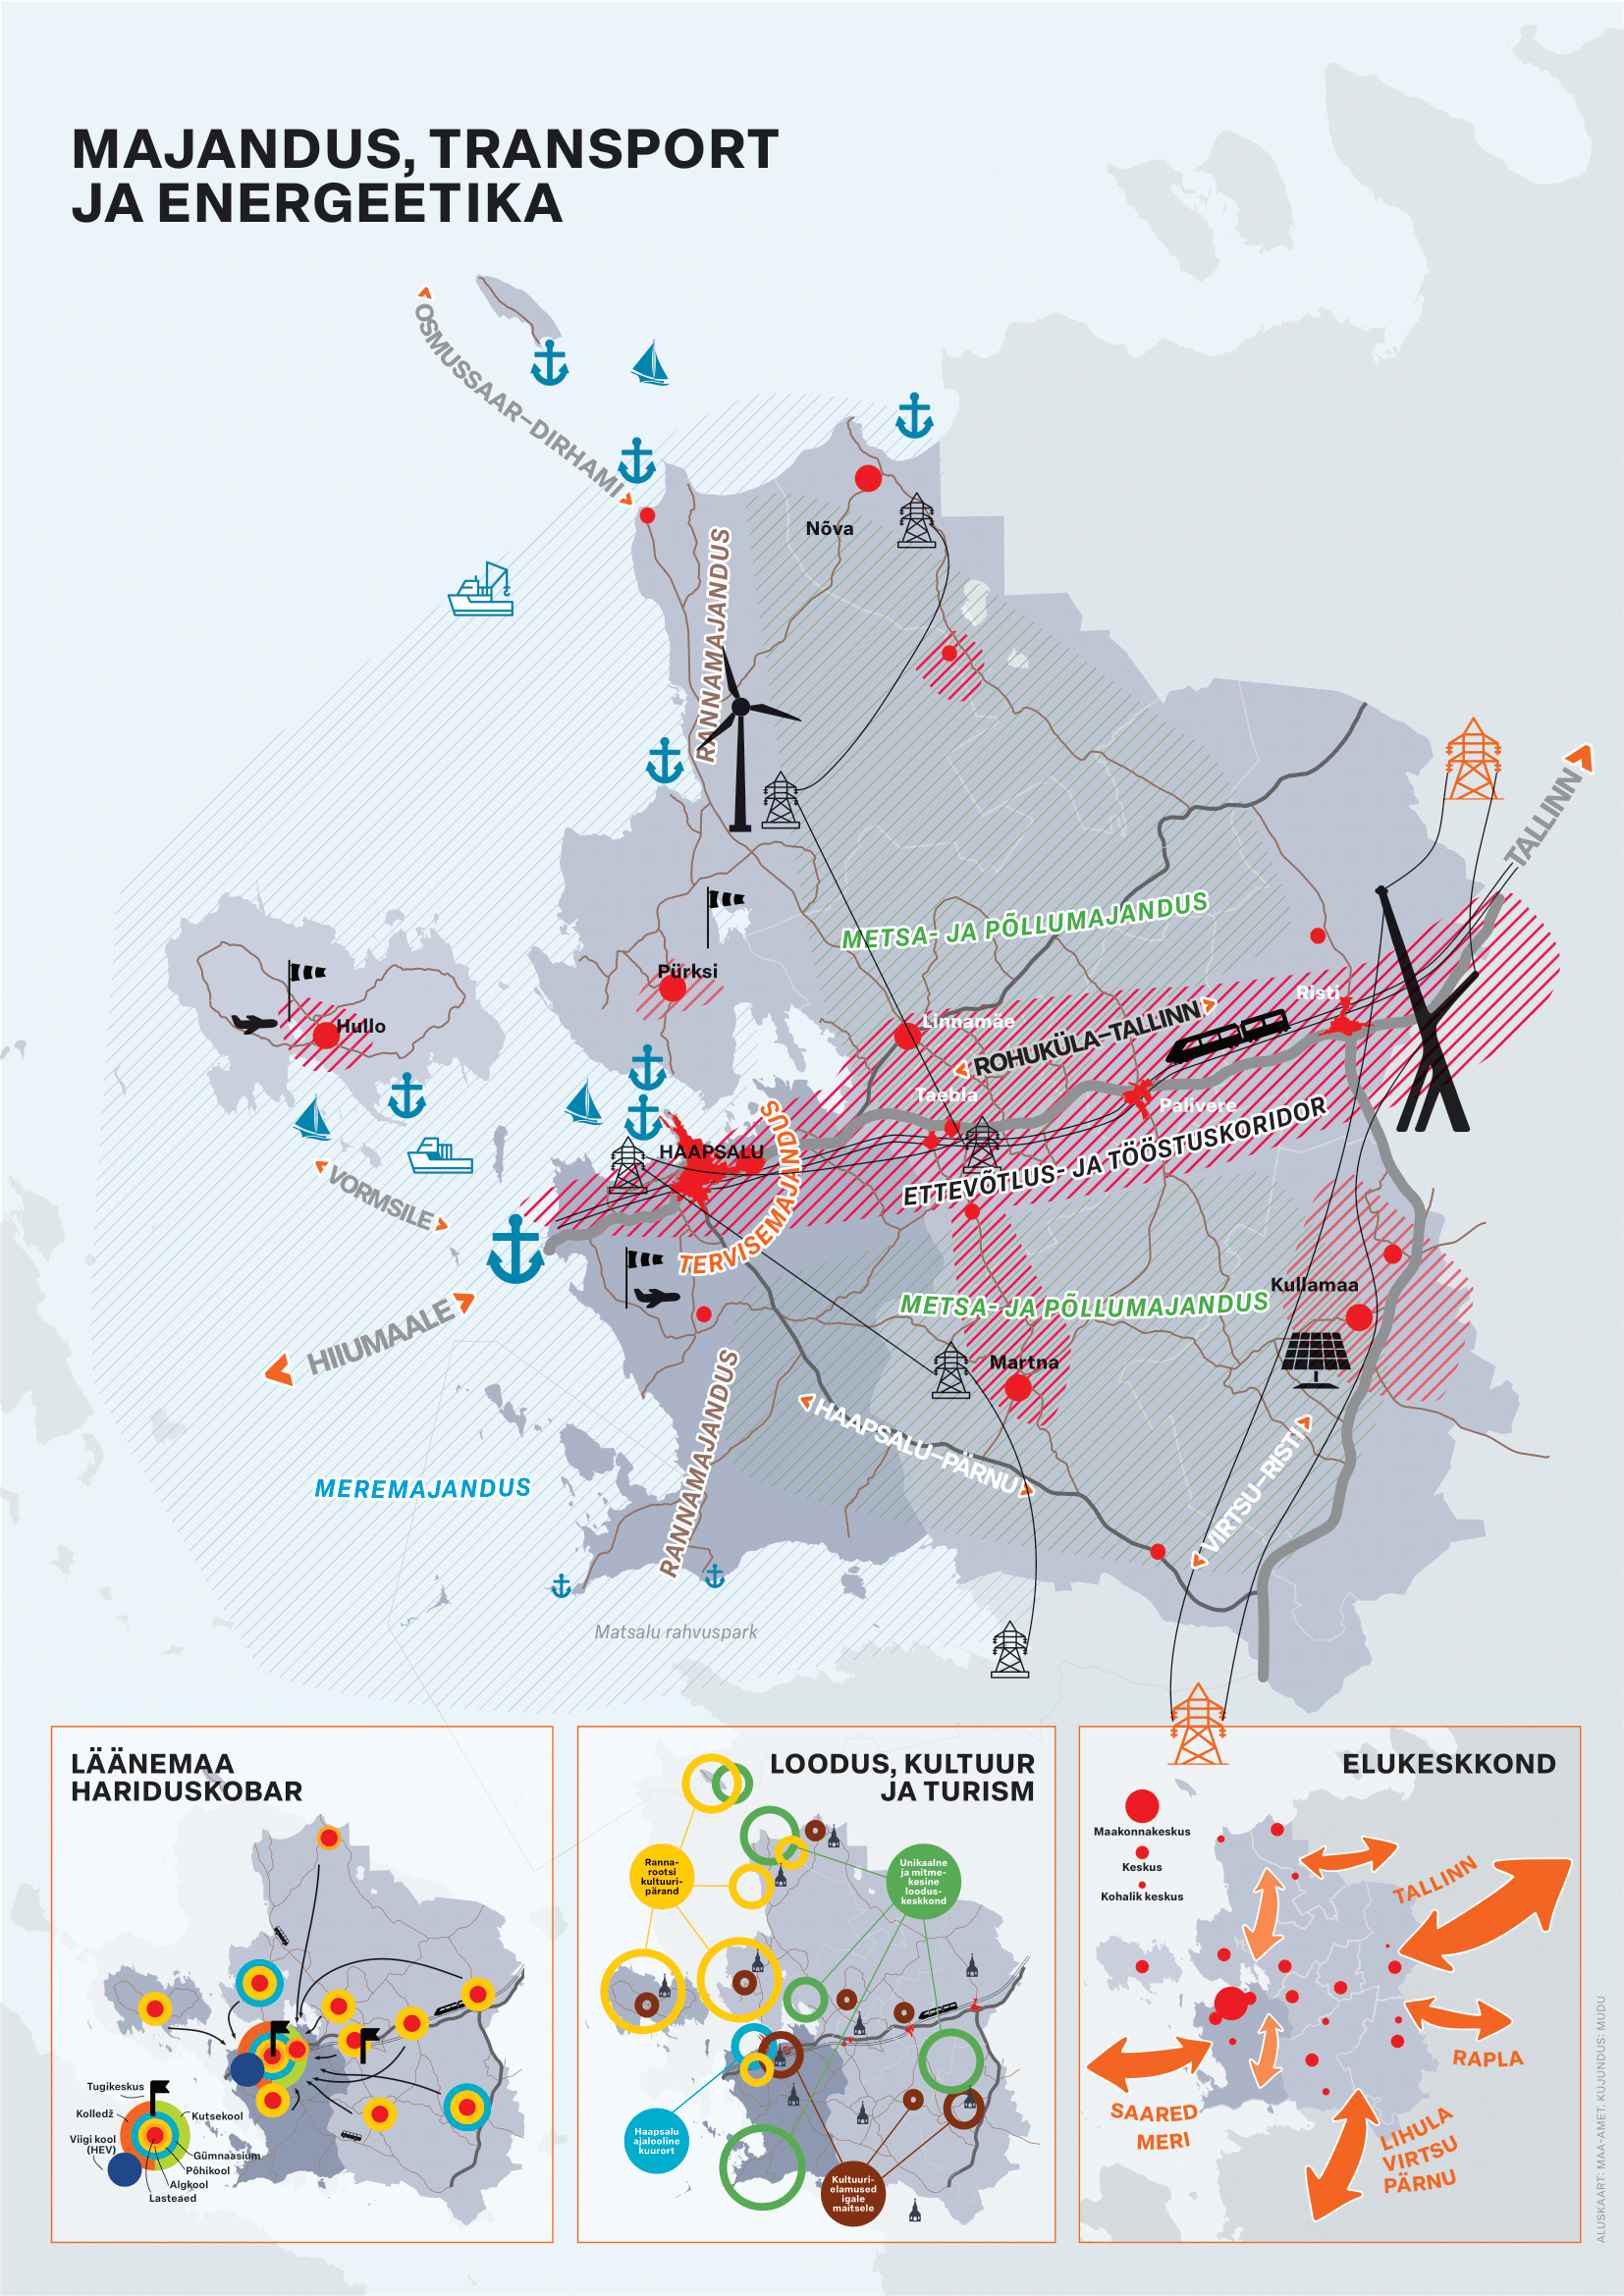 MAJANDUS, TRANSPORT
JA ENERGEETIKA
OSMUSSAAR–DIRHAMI
Nõva
RANNAMAJANDUS
TALLINN
METSA- JA PÕLLUMAJANDUS
Pürksi
Hullo
Risti
Linnamäe
ROHUKÜLA–TALLINN
Taebla
Palivere
HAAPSALU
SUDNAJAMESIVRET
ETTEVÕTLUS- JA TÖÖSTUSKORIDOR
VORMSILE
HIIUMAALE
Kullamaa
METSA- JA PÕLLUMAJANDUS
Martna
RANNAMAJANDUS
HAAPSALU–PÄRNU
VIRTSU–RISTI
MEREMAJANDUS
Matsalu rahvuspark
LÄÄNEMAA
HARIDUSKOBAR
Tugikeskus
Kolledž
Kutsekool
Viigi kool
(HEV)
Gümnaasium
Põhikool
Algkool
Lasteaed
LOODUS, KULTUUR
JA TURISM
Ranna-
rootsi
kultuuri-
pärand
Unikaalne
ja mitme-
kesine
loodus-
keskkond
Haapsalu
ajalooline
kuurort
Kultuuri-
elamused
igale
maitsele
ELUKESKKOND
Maakonnakeskus
Keskus
Kohalik keskus
TALLINN
RAPLA
SAARED
MERI
LIHULA
VIRTSU
PÄRNU
ALUSKAART: MAA-AMET. KUJUNDUS: MUDU